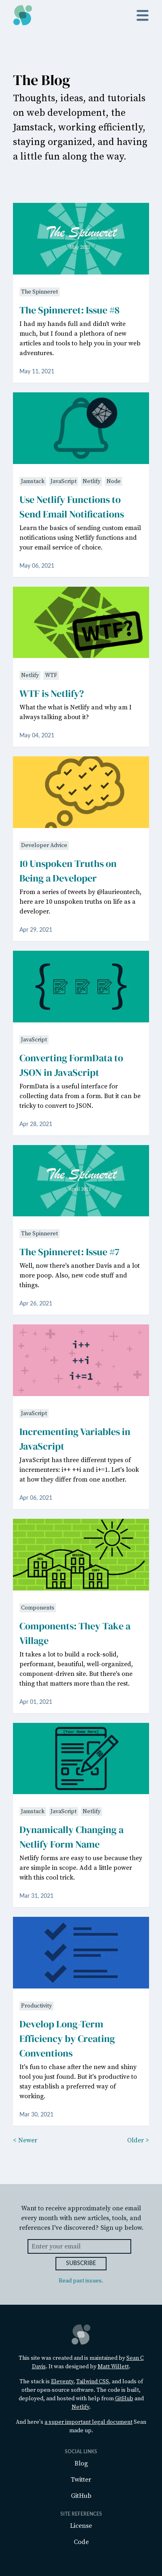 The Blog
Thoughts, ideas, and tutorials
on web development, the
Jamstack, working efficiently,
staying organized, and having
a little fun along the way.
The Spinneret
The Spinneret
The Spinneret: Issue #8
I had my hands full and didn't write
much, but I found a plethora of new
articles and tools to help you in your web
adventures.
May 11, 2021
Jamstack JavaScript Netlify Node
Use Netlify Functions to
Send Email Notifications
Learn the basics of sending custom email
notifications using Netlify functions and
your email service of choice.
May 06, 2021
WTF?
Netlify WTF
WTF is Netlify?
What the what is Netlify and why am I
always talking about it?
May 04, 2021
Developer Advice
10 Unspoken Truths on
Being a Developer
From a series of tweets by @laurieontech,
here are 10 unspoken truths on life as a
developer.
Apr 29, 2021
JavaScript
Converting FormData to
JSON in JavaScript
FormData is a useful interface for
collecting data from a form. But it can be
tricky to convert to JSON.
Apr 28, 2021
The Spinneret
The Spinneret
The Spinneret: Issue #7
Well, now there's another Davis and a lot
more poop. Also, new code stuff and
things.
Apr 26, 2021
i++
++i
i+=1
JavaScript
Incrementing Variables in
JavaScript
JavaScript has three different types of
increments: i++ ++i and i+=1. Let's look
at how they differ from one another.
Apr 06, 2021
Components
Components: They Take a
Village
It takes a lot to build a rock-solid,
performant, beautiful, well-organized,
component-driven site. But there's one
thing that matters more than the rest.
Apr 01, 2021
[Your Name Here]
Jamstack JavaScript Netlify
Dynamically Changing a
Netlify Form Name
Netlify forms are easy to use because they
are simple in scope. Add a little power
with this cool trick.
Mar 31, 2021
Productivity
Develop Long-Term
Efficiency by Creating
Conventions
It's fun to chase after the new and shiny
tool you just found. But it's productive to
stay establish a preferred way of
working.
Mar 30, 2021
< Newer Older >
Want to receive approximately one email
every month with new articles, tools, and
references I've discovered? Sign up below.
Enter your email
SUBSCRIBE
Read past issues.
This site was created and is maintained by Sean C
Davis. It was designed by Matt Willett.
The stack is Eleventy, Tailwind CSS, and loads of
other open-source software. The code is built,
deployed, and hosted with help from GitHub and
Netlify.
And here's a super important legal document Sean
made up.
SOCIAL LINKS
Blog
Twitter
GitHub
SITE REFERENCES
License
Code